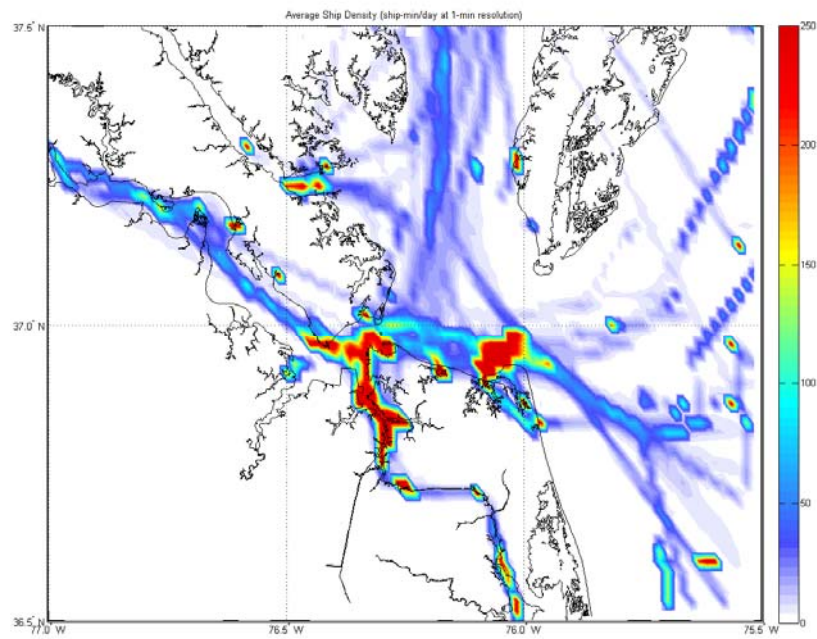 Average Ship Density (ship-min/day at 1-min resolution)
37.5° N
37.0° N
36.5° N
77.0° W
76.5° W
76.0° W
75.5° W
250
200
150
100
50
0